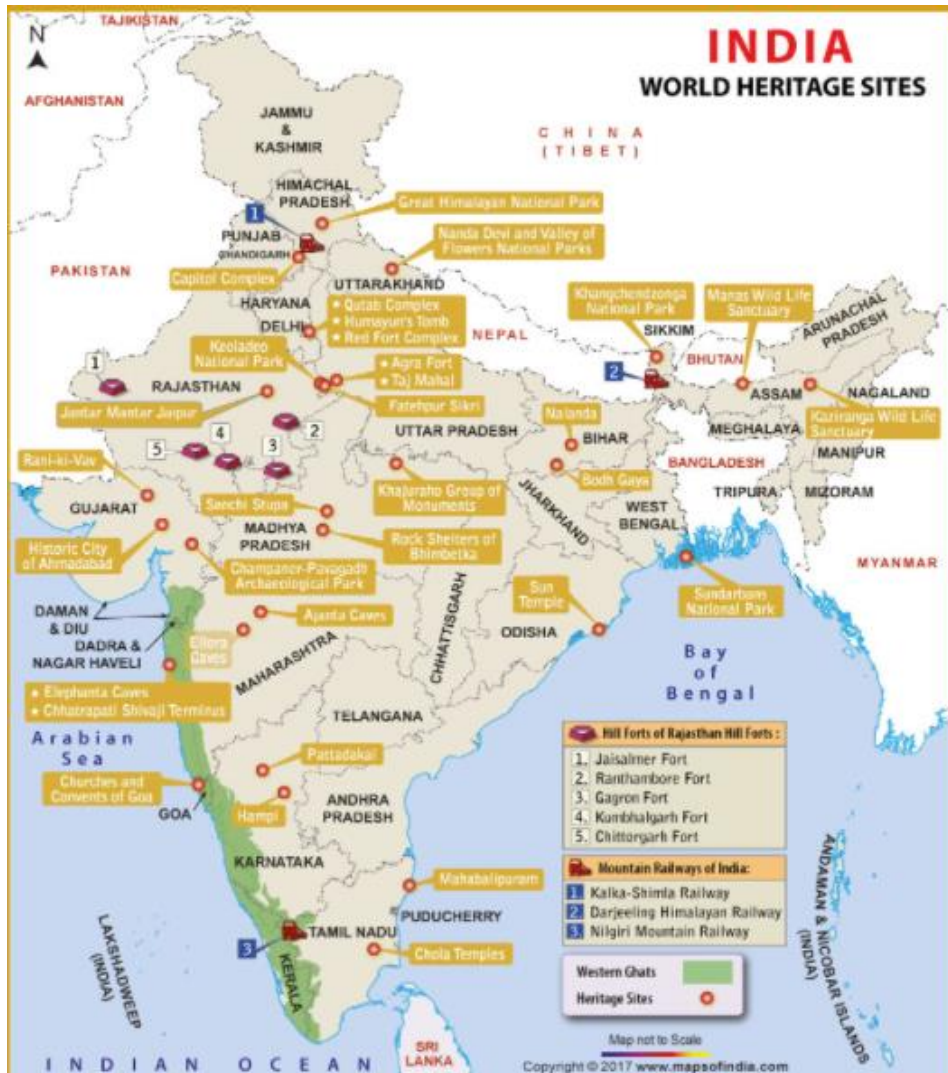 INDIA
WORLD HERITAGE SITES
N
TAJIKISTAN
AFGHANISTAN
JAMMU
&
KASHMIR
C H I N A
(TIBET)
HIMACHAL
PRADESH
Great Himalayan National Park
1
PUNJAB
CHANDIGARH
Nanda Devi and Valley of
Flowers National Parks
PAKISTAN
Capitol Complex
UTTARAKHAND
HARYANA
DELHI
★ Qutab Complex
★ Humayun's Tomb
★ Red Fort Complex
NEPAL
Khangchendzonga
National Park
SIKKIM
Manas Wild Life
Sanctuary
ARUNACHAL
PRADESH
BHUTAN
2
Keoladeo
National Park
★ Agra Fort
★ Taj Mahal
1
RAJASTHAN
Jantar Mantar Jaipur
Fatehpur Sikri
ASSAM
NAGALAND
Kaziranga Wild Life
Sanctuary
MEGHALAYA
MANIPUR
UTTAR PRADESH
Nalanda
BIHAR
Bodh Gaya
BANGLADESH
TRIPURA
MIZORAM
5
4
3
2
Rani-ki-Vav
GUJARAT
Sanchi Stupa
Khajuraho Group of
Monuments
JHARKHAND
WEST
BENGAL
MYANMAR
Historic City
of Ahmadabad
MADHYA
PRADESH
Rock Shelters of
Bhimbetka
Champaner-Pavagadh
Archaeological Park
Sundarbans
National Park
DAMAN
& DIU
DADRA &
NAGAR HAVELI
Ajanta Caves
Ellora
Caves
MAHARASHTRA
CHHATTISGARH
Sun
Temple
ODISHA
Bay
of
Bengal
★ Elephanta Caves
★ Chhatrapati Shivaji Terminus
Arabian
Sea
TELANGANA
Pattadakal
Churches and
Convents of Goa
GOA
Hampi
ANDHRA
PRADESH
KARNATAKA
Mahabalipuram
PUDUCHERRY
3
TAMIL NADU
Chola Temples
KERALA
LAKSHADWEEP
(INDIA)
SRI
LANKA
I N D I A N O C E A N
ANDAMAN & NICOBAR ISLANDS
(INDIA)
Hill Forts of Rajasthan Hill Forts :
1. Jaisalmer Fort
2. Ranthambore Fort
3. Gagron Fort
4. Kumbhalgarh Fort
5. Chittorgarh Fort
Mountain Railways of India:
1 Kalka-Shimla Railway
2 Darjeeling Himalayan Railway
3. Nilgiri Mountain Railway
Western Ghats
Heritage Sites
Map not to Scale
Copyright © 2017 www.mapsofindia.com